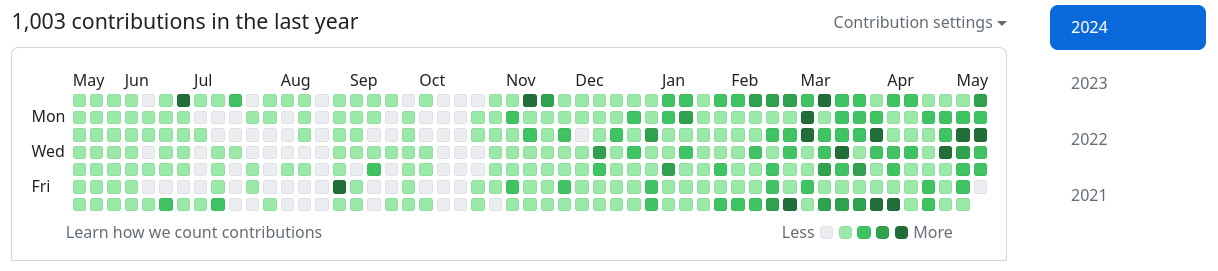 1,003 contributions in the last year
Contribution settings
2024
2023
2022
2021
May Jun Jul Aug Sep Oct Nov Dec Jan Feb Mar Apr May
Mon
Wed
Fri
Learn how we count contributions
Less More